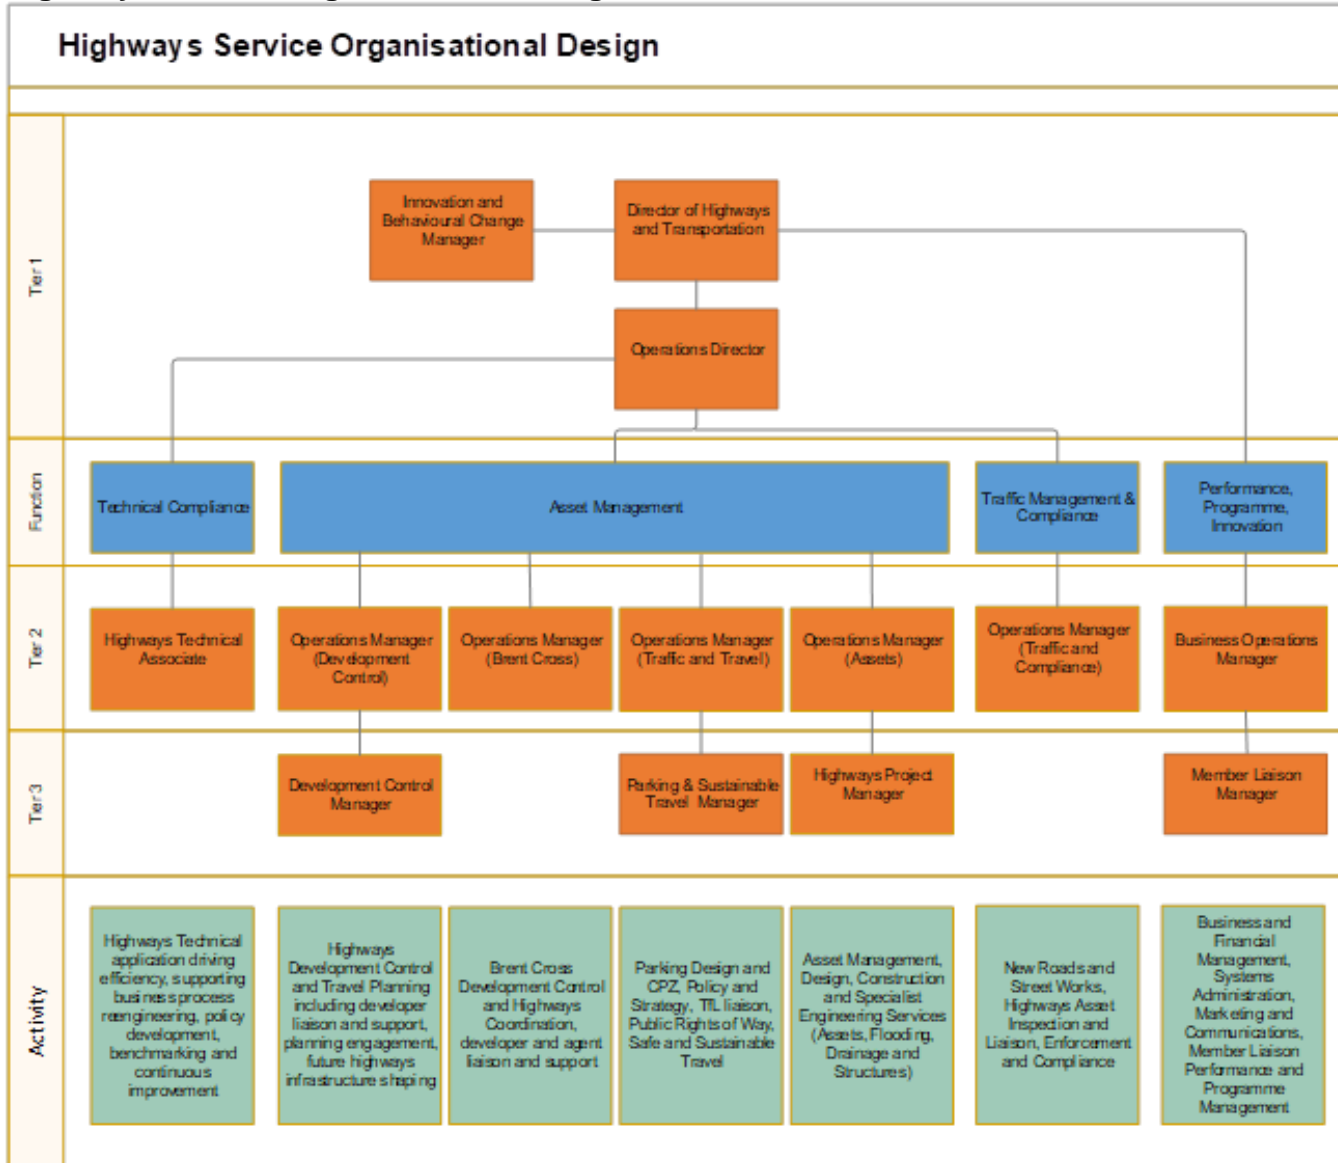 Highways Service Organisational Design
Tier 1
Innovation and
Behavioural Change
Manager
Director of Highways
and Transportation
Operations Director
Function
Technical Compliance
Asset Management
Traffic Management &
Compliance
Performance,
Programme,
Innovation
Tier 2
Highways Technical
Associate
Operations Manager
(Development
Control)
Operations Manager
(Brent Cross)
Operations Manager
(Traffic and Travel)
Operations Manager
(Assets)
Operations Manager
(Traffic and
Compliance)
Business Operations
Manager
Tier 3
Development Control
Manager
Parking & Sustainable
Travel Manager
Highways Project
Manager
Member Liaison
Manager
Activity
Highways Technical
application driving
efficiency, supporting
business process
reengineering, policy
development,
benchmarking and
continuous
improvement
Highways
Development Control
and Travel Planning
including developer
liaison and support,
planning engagement,
future highways
infrastructure shaping
Brent Cross
Development Control
and Highways
Coordination,
developer and agent
liaison and support
Parking Design and
CPZ, Policy and
Strategy, TfL liaison,
Public Rights of Way,
Safe and Sustainable
Travel
Asset Management,
Design, Construction
and Specialist
Engineering Services
(Assets, Flooding,
Drainage and
Structures)
New Roads and
Street Works,
Highways Asset
Inspection and
Liaison, Enforcement
and Compliance
Business and
Financial
Management,
Systems
Administration,
Marketing and
Communications,
Member Liaison
Performance and
Programme
Management